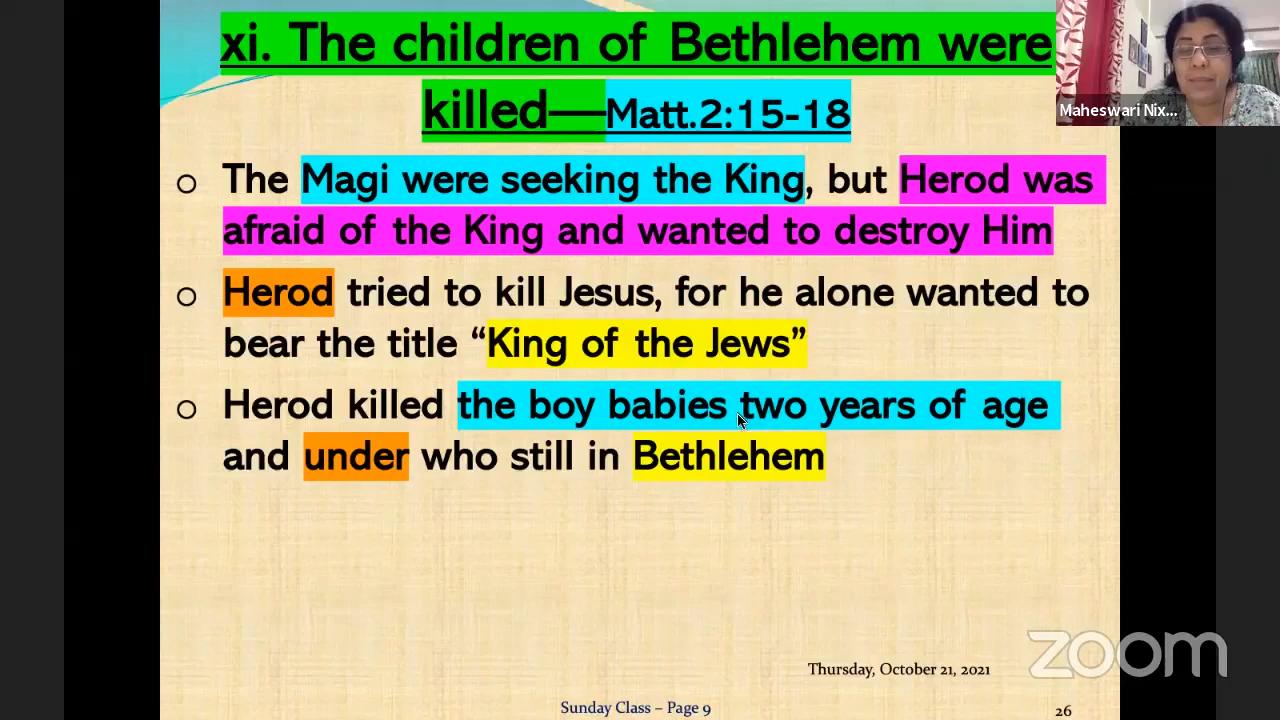 xi. The children of Bethlehem were
killed—Matt.2:15-18
Maheswari Nix...
o The Magi were seeking the King, but Herod was
afraid of the King and wanted to destroy Him
o Herod tried to kill Jesus, for he alone wanted to
bear the title “King of the Jews”
o Herod killed the boy babies two years of age
and under who still in Bethlehem
Thursday, October 21, 2021
zoom
Sunday Class – Page 9
26